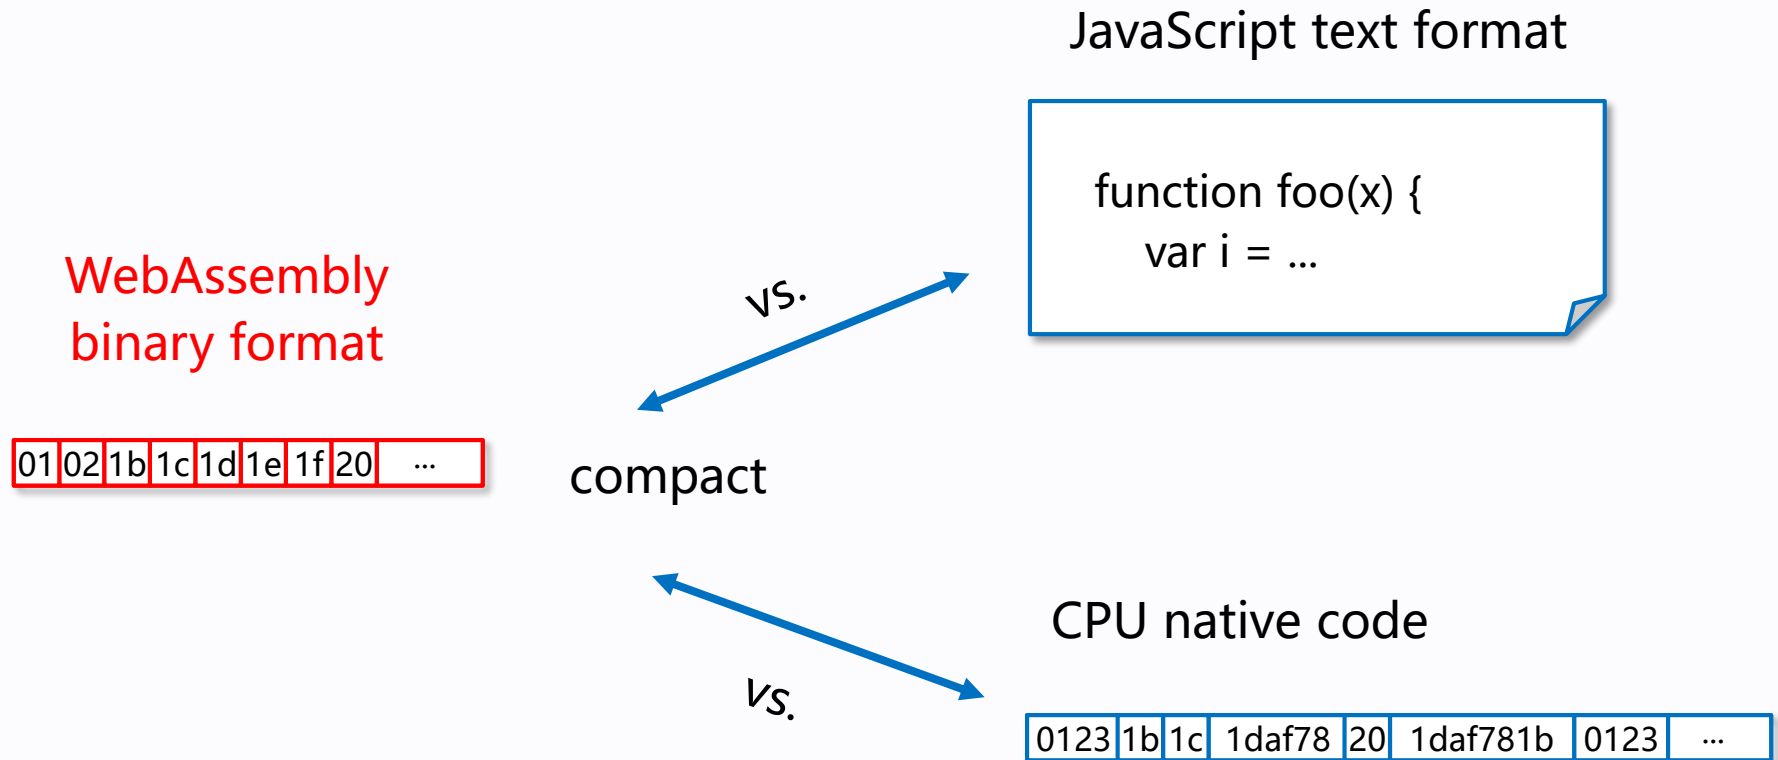 JavaScript text format
function foo(x) {
var i = ...
WebAssembly
binary format
vs.
01 02 1b 1c 1d 1e 1f 20 ...
compact
CPU native code
vs.
0123 1b 1c 1daf78 20 1daf781b 0123 ...